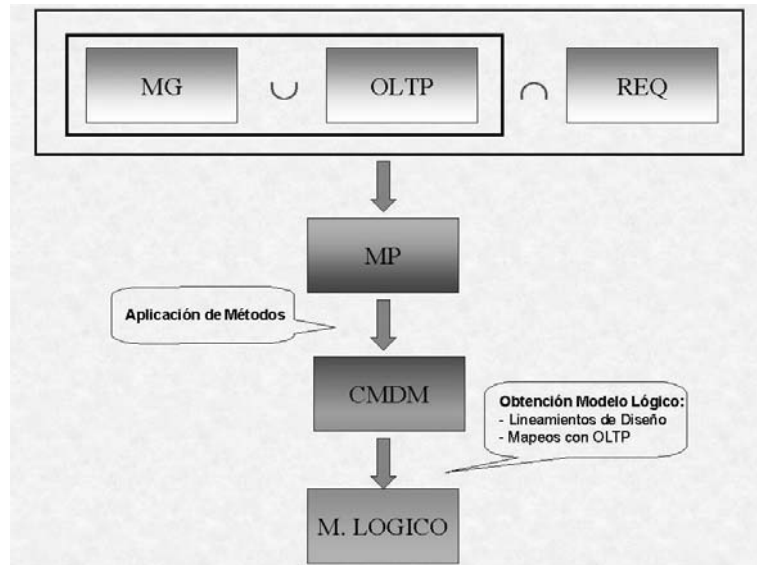 MG ∪ OLTP ∩ REQ
MP
Aplicación de Métodos
CMDM
Obtención Modelo Lógico:
- Lineamientos de Diseño
- Mapeos con OLTP
M. LOGICO